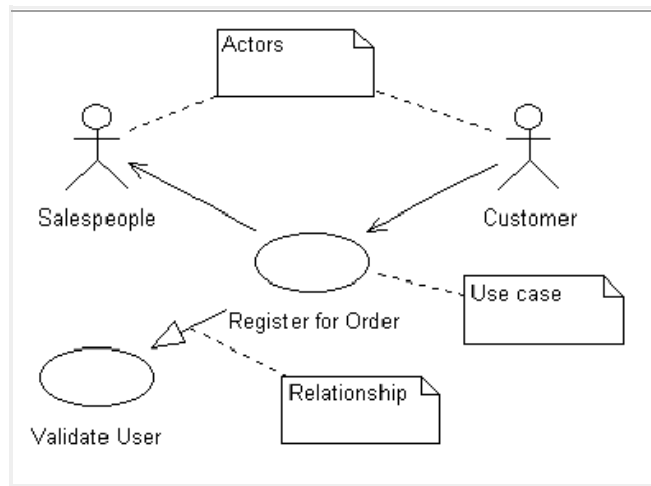 Actors
Salespeople
Customer
Use case
Register for Order
Relationship
Validate User